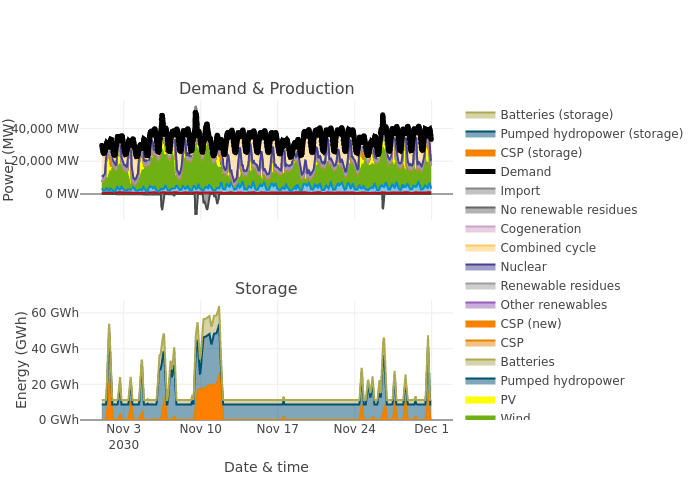 Demand & Production
Power (MW)
40,000 MW
20,000 MW
0 MW
Storage
Energy (GWh)
60 GWh
40 GWh
20 GWh
0 GWh
Nov 3
2030
Nov 10
Nov 17
Nov 24
Dec 1
Date & time
Batteries (storage)
Pumped hydropower (storage)
CSP (storage)
Demand
Import
No renewable residues
Cogeneration
Combined cycle
Nuclear
Renewable residues
Other renewables
CSP (new)
CSP
Batteries
Pumped hydropower
PV
Wind